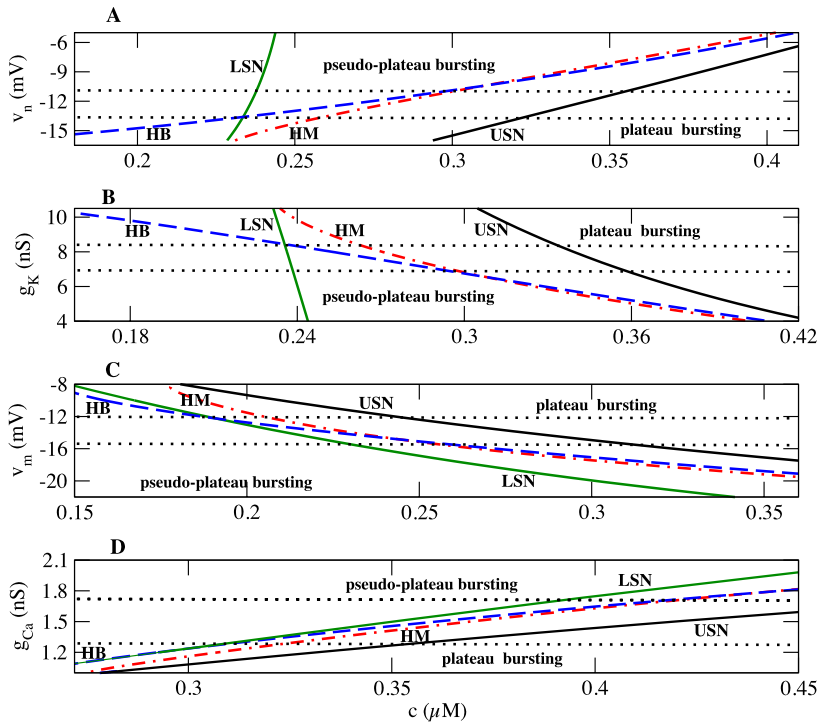 A
-6
-9
-12
-15
v_n (mV)
LSN
pseudo-plateau bursting
HB
HM
USN
plateau bursting
0.2
0.25
0.3
0.35
0.4
B
10
8
6
4
g_K (nS)
HB
LSN
HM
USN
plateau bursting
pseudo-plateau bursting
0.18
0.24
0.3
0.36
0.42
C
-8
-12
-16
-20
v_m (mV)
HB
HM
USN
plateau bursting
pseudo-plateau bursting
LSN
0.15
0.2
0.25
0.3
0.35
D
2.1
1.8
1.5
1.2
g_Ca (nS)
pseudo-plateau bursting
LSN
HB
HM
USN
plateau bursting
0.3
0.35
0.4
0.45
c (μM)